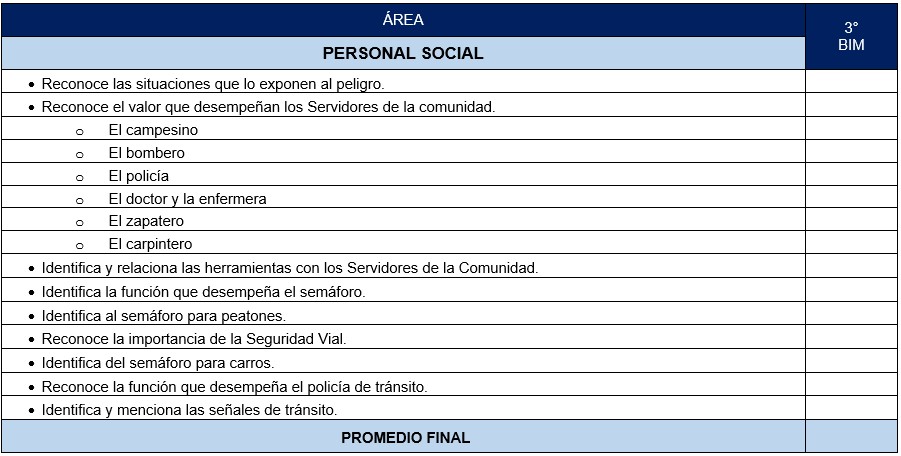 ÁREA
3°
BIM
PERSONAL SOCIAL
• Reconoce las situaciones que lo exponen al peligro.
• Reconoce el valor que desempeñan los Servidores de la comunidad.
o El campesino
o El bombero
o El policía
o El doctor y la enfermera
o El zapatero
o El carpintero
• Identifica y relaciona las herramientas con los Servidores de la Comunidad.
• Identifica la función que desempeña el semáforo.
• Identifica al semáforo para peatones.
• Reconoce la importancia de la Seguridad Vial.
• Identifica del semáforo para carros.
• Reconoce la función que desempeña el policía de tránsito.
• Identifica y menciona las señales de tránsito.
PROMEDIO FINAL